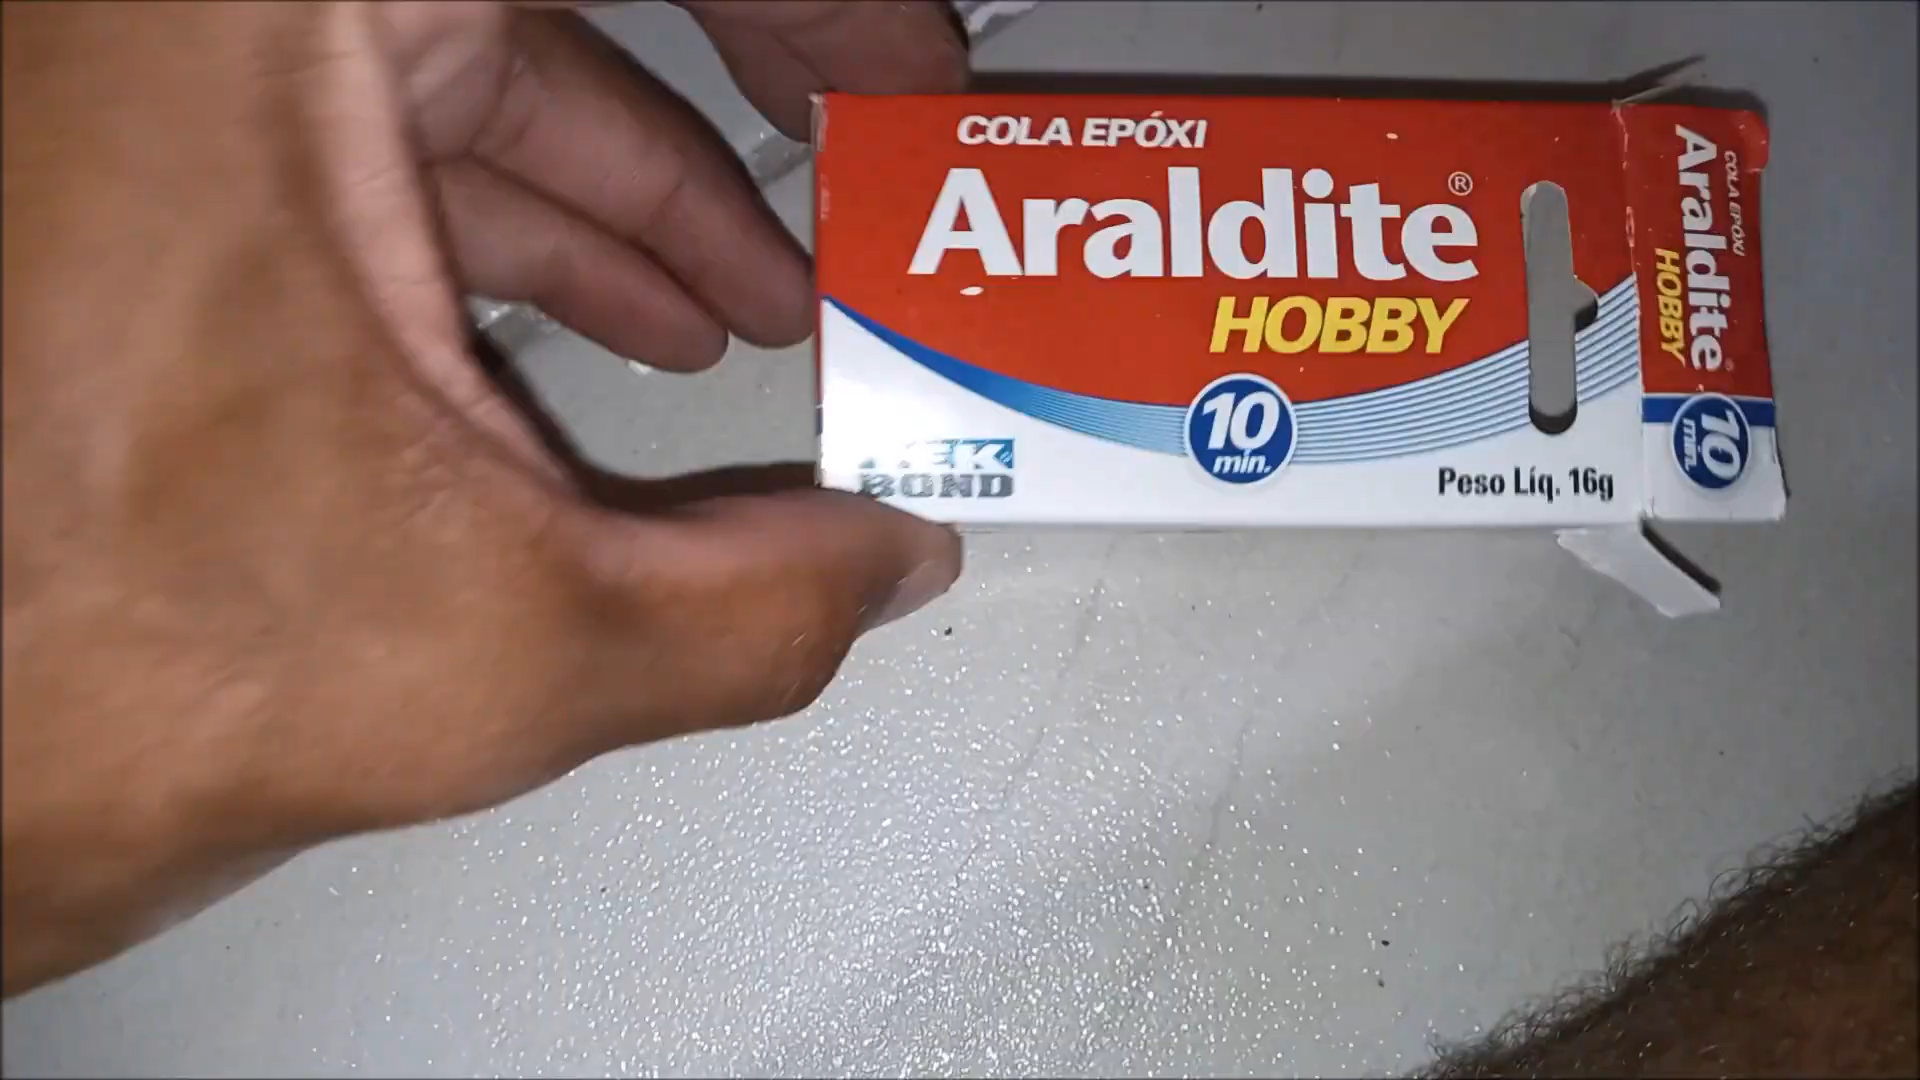 COLA EPÓXI
Araldite®
HOBBY
10
min.
BOND
Peso Líq. 16g
COLA EPÓXI
Araldite
HOBBY
10
min.